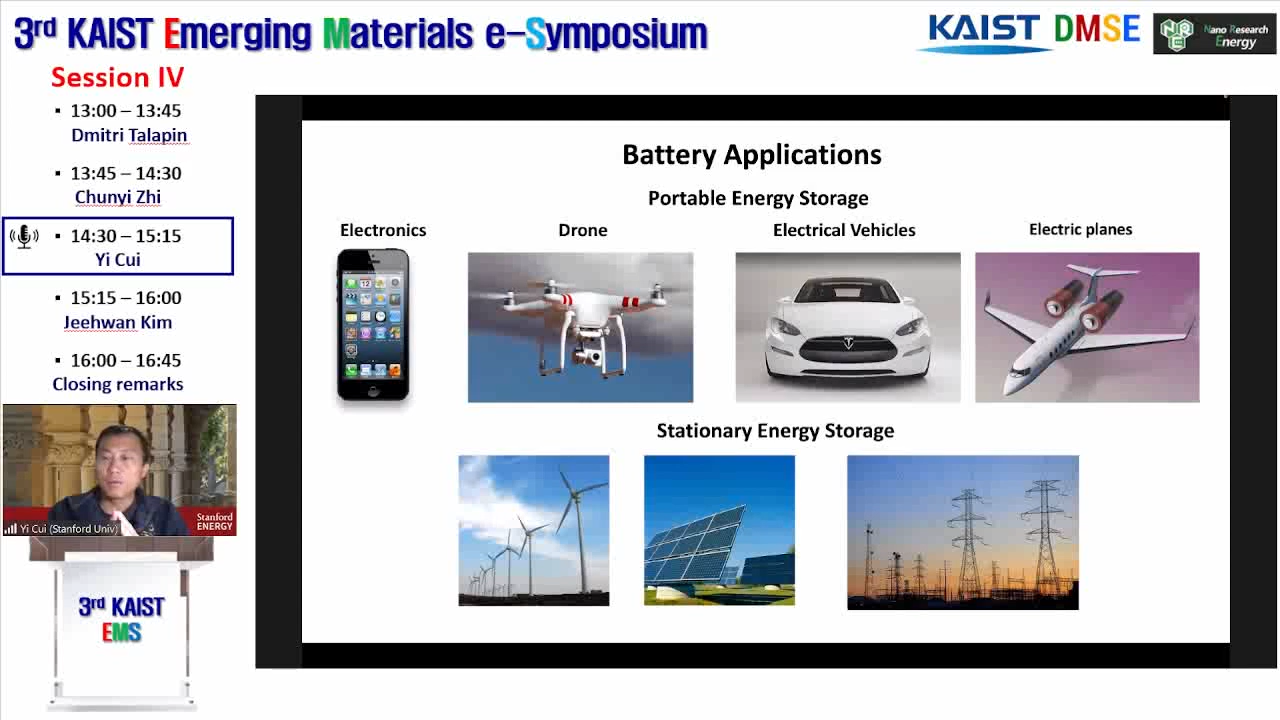 3rd KAIST Emerging Materials e-Symposium
KAIST DMSE
Nano Research
Energy
NRE
Session IV
▪ 13:00 – 13:45
Dmitri Talapin
▪ 13:45 – 14:30
Chunyi Zhi
▪ 14:30 – 15:15
Yi Cui
▪ 15:15 – 16:00
Jeehwan Kim
▪ 16:00 – 16:45
Closing remarks
Battery Applications
Portable Energy Storage
Electronics
Drone
Electrical Vehicles
Electric planes
Stationary Energy Storage
Yi Cui (Stanford Univ)
Stanford
ENERGY
3rd KAIST
EMS